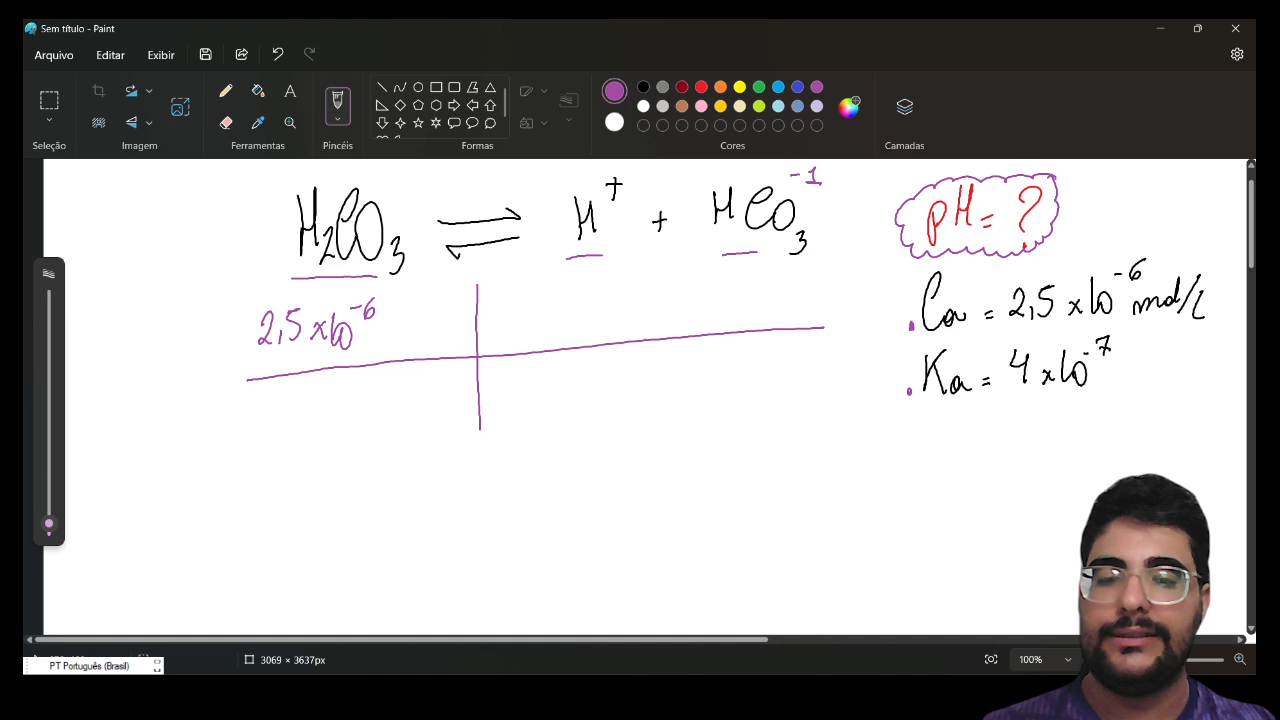 Sem título - Paint
Arquivo Editar Exibir
Seleção Imagem Ferramentas Pincéis Formas Cores Camadas
H₂CO₃ ⇌ H⁺ + HCO₃⁻¹
pH = ?
2,5 x 10⁻⁶
Ca = 2,5 x 10⁻⁶ mol/L
Ka = 4 x 10⁻⁷
PT Português (Brasil) 3069 × 3637px 100%